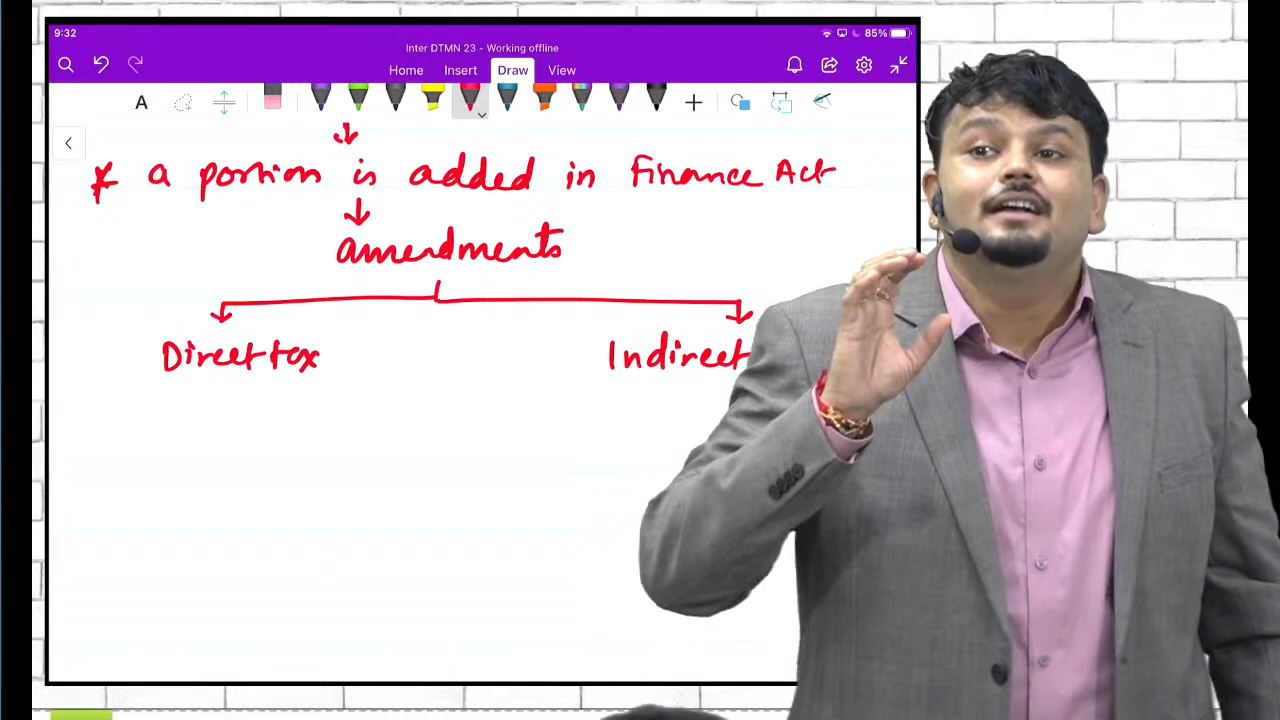 9:32
85%
Inter DTMN 23 - Working offline
Home Insert Draw View
A
* a portion is added in Finance Act
amendments
Direct tax
Indirect